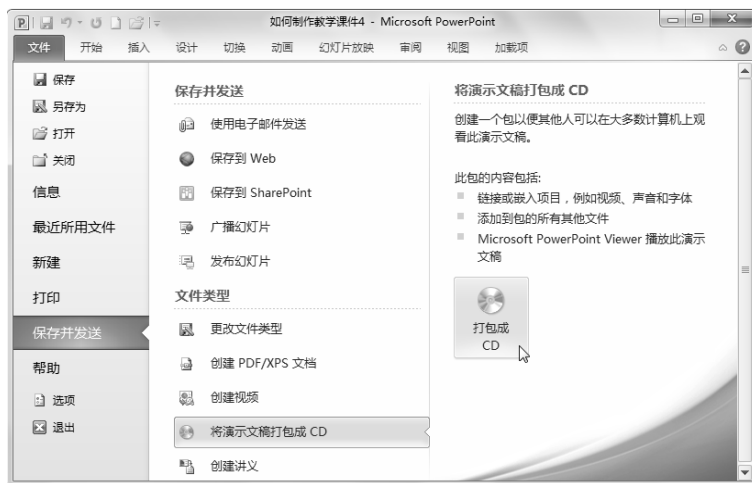 如何制作教学课件4 - Microsoft PowerPoint
文件 开始 插入 设计 切换 动画 幻灯片放映 审阅 视图 加载项
保存
另存为
打开
关闭
信息
最近所用文件
新建
打印
保存并发送
帮助
选项
退出
保存并发送
使用电子邮件发送
保存到 Web
保存到 SharePoint
广播幻灯片
发布幻灯片
文件类型
更改文件类型
创建 PDF/XPS 文档
创建视频
将演示文稿打包成 CD
创建讲义
将演示文稿打包成 CD
创建一个包以便其他人可以在大多数计算机上观
看此演示文稿。
此包的内容包括:
链接或嵌入项目，例如视频、声音和字体
添加到包的所有其他文件
Microsoft PowerPoint Viewer 播放此演示
文稿
打包成
CD